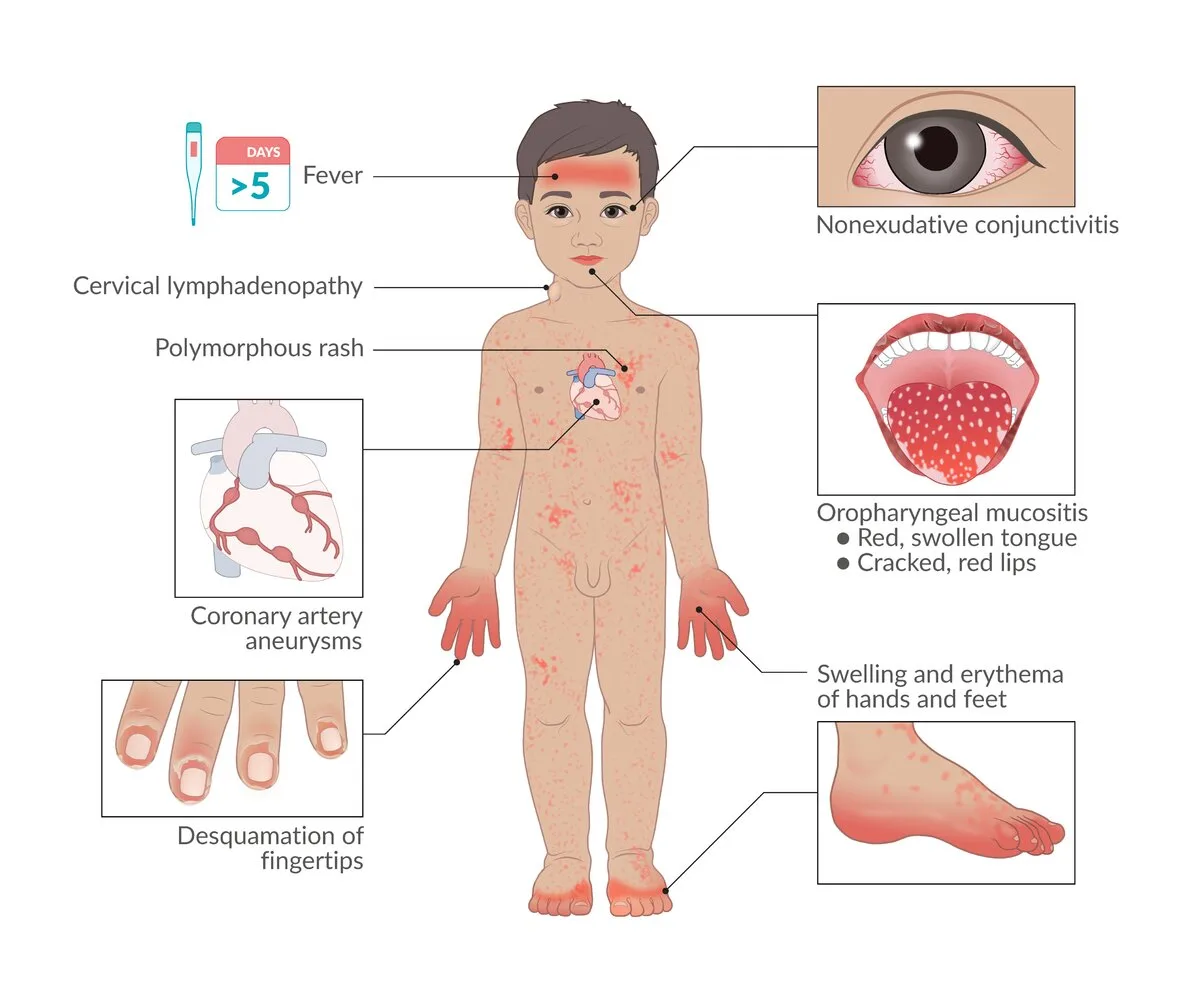 DAYS
>5
Fever
Nonexudative conjunctivitis
Cervical lymphadenopathy
Polymorphous rash
Oropharyngeal mucositis
● Red, swollen tongue
● Cracked, red lips
Coronary artery
aneurysms
Swelling and erythema
of hands and feet
Desquamation of
fingertips